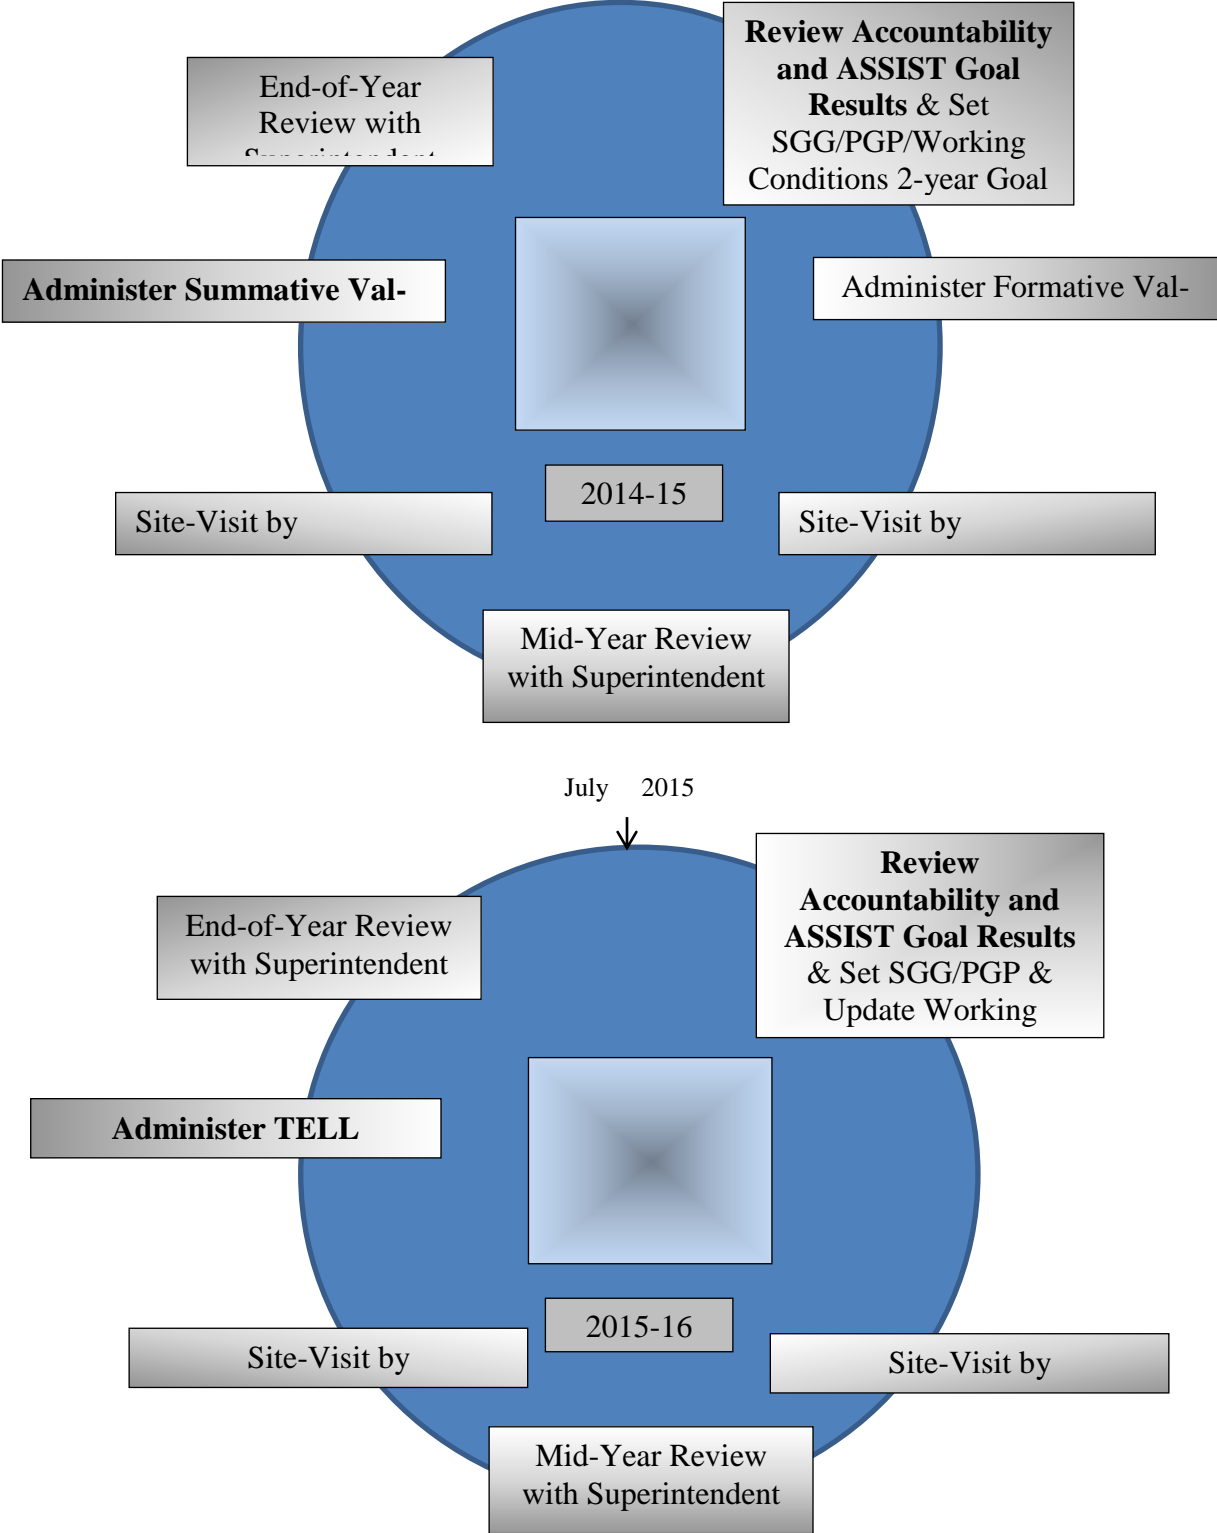 Review Accountability
and ASSIST Goal
Results & Set
SGG/PGP/Working
Conditions 2-year Goal
End-of-Year
Review with
Administer Summative Val-
Administer Formative Val-
2014-15
Site-Visit by
Site-Visit by
Mid-Year Review
with Superintendent
July 2015
Review
Accountability and
ASSIST Goal Results
& Set SGG/PGP &
Update Working
End-of-Year Review
with Superintendent
Administer TELL
2015-16
Site-Visit by
Site-Visit by
Mid-Year Review
with Superintendent